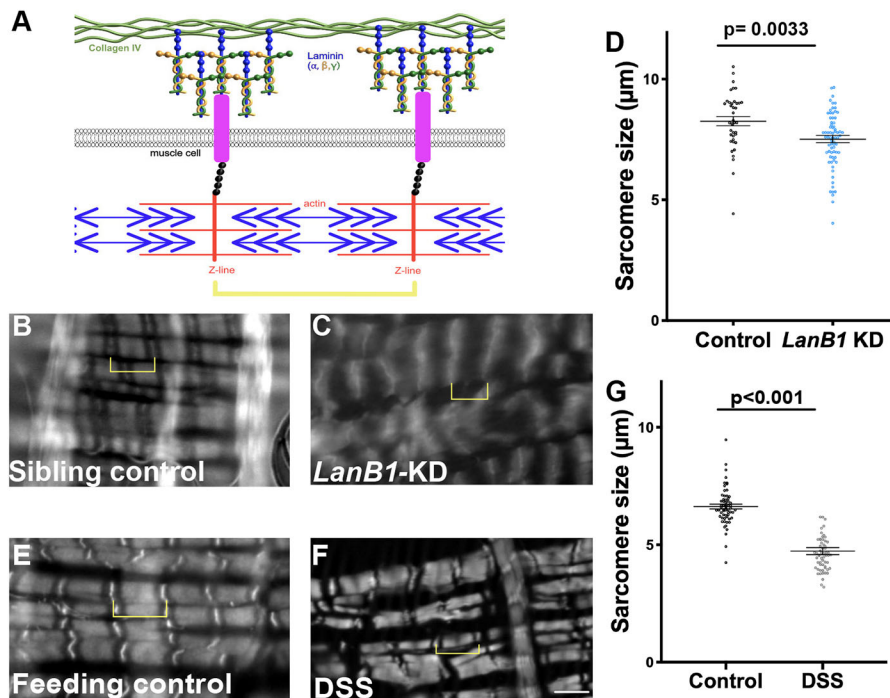 A
Collagen IV
Laminin
(α, β,γ)
muscle cell
actin
Z-line
Z-line
B
Sibling control
C
LanB1-KD
D
p= 0.0033
Sarcomere size (μm)
10
5
0
Control
LanB1 KD
E
Feeding control
F
DSS
G
p<0.001
Sarcomere size (μm)
10
5
0
Control
DSS